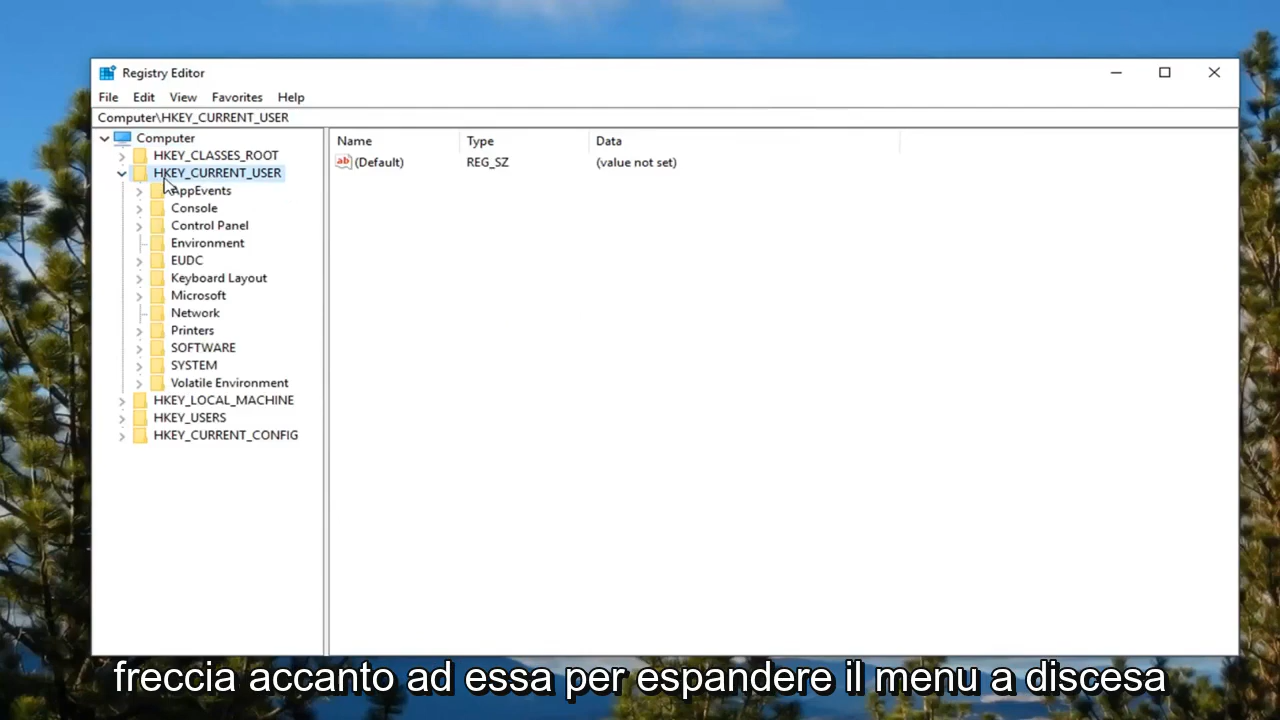 Registry Editor
File Edit View Favorites Help
Computer\HKEY_CURRENT_USER
Computer
HKEY_CLASSES_ROOT
HKEY_CURRENT_USER
AppEvents
Console
Control Panel
Environment
EUDC
Keyboard Layout
Microsoft
Network
Printers
SOFTWARE
SYSTEM
Volatile Environment
HKEY_LOCAL_MACHINE
HKEY_USERS
HKEY_CURRENT_CONFIG
Name Type Data
ab (Default) REG_SZ (value not set)
freccia accanto ad essa per espandere il menu a discesa